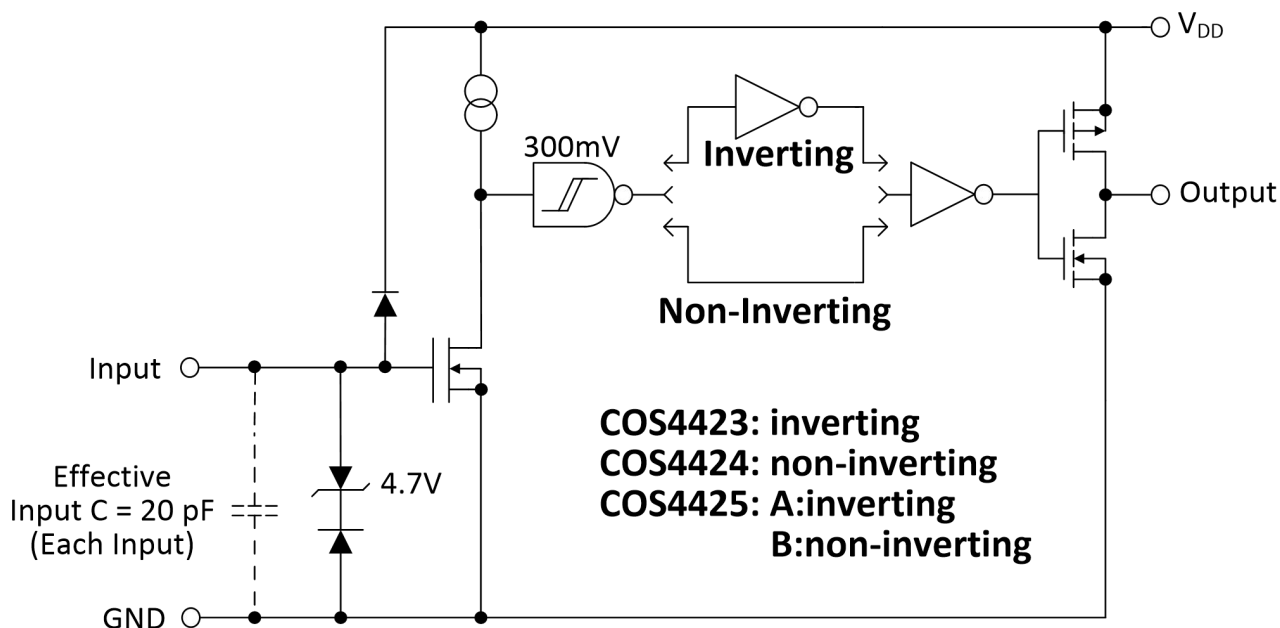 V_DD
300mV
Inverting
Output
Non-Inverting
Input
COS4423: inverting
COS4424: non-inverting
COS4425: A:inverting
B:non-inverting
4.7V
Effective
Input C = 20 pF
(Each Input)
GND